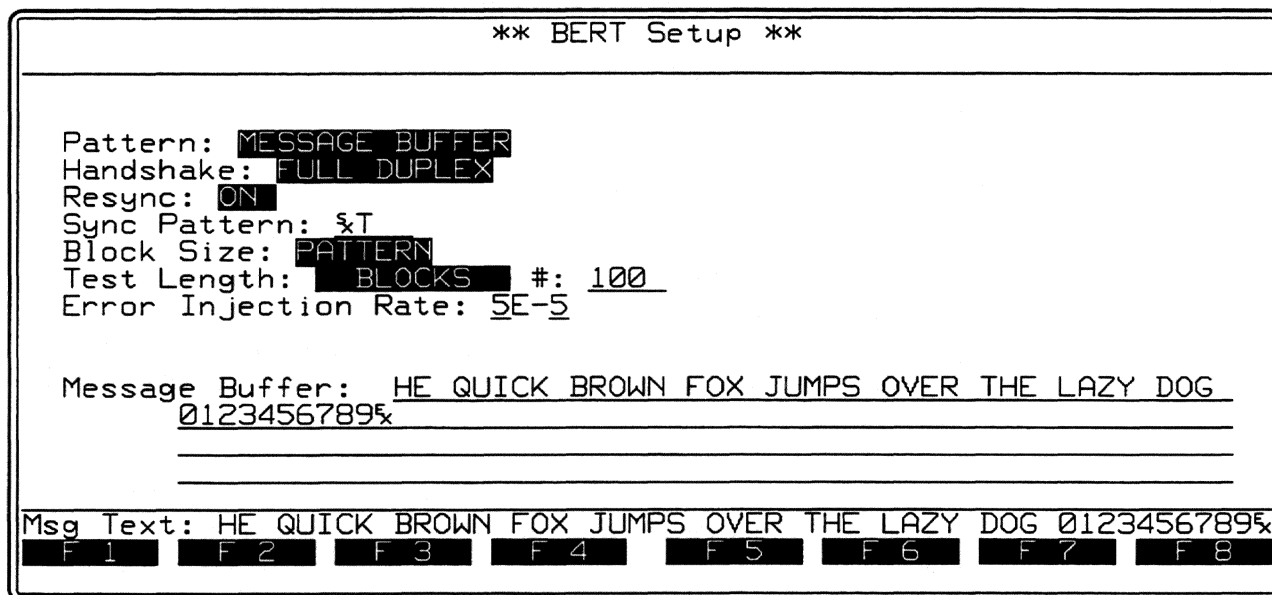 ** BERT Setup **
Pattern: MESSAGE BUFFER
Handshake: FULL DUPLEX
Resync: ON
Sync Pattern: ␂T
Block Size: PATTERN
Test Length: BLOCKS #: 100
Error Injection Rate: 5E-5
Message Buffer: HE QUICK BROWN FOX JUMPS OVER THE LAZY DOG
0123456789␃
Msg Text: HE QUICK BROWN FOX JUMPS OVER THE LAZY DOG 0123456789␃
F 1 F 2 F 3 F 4 F 5 F 6 F 7 F 8